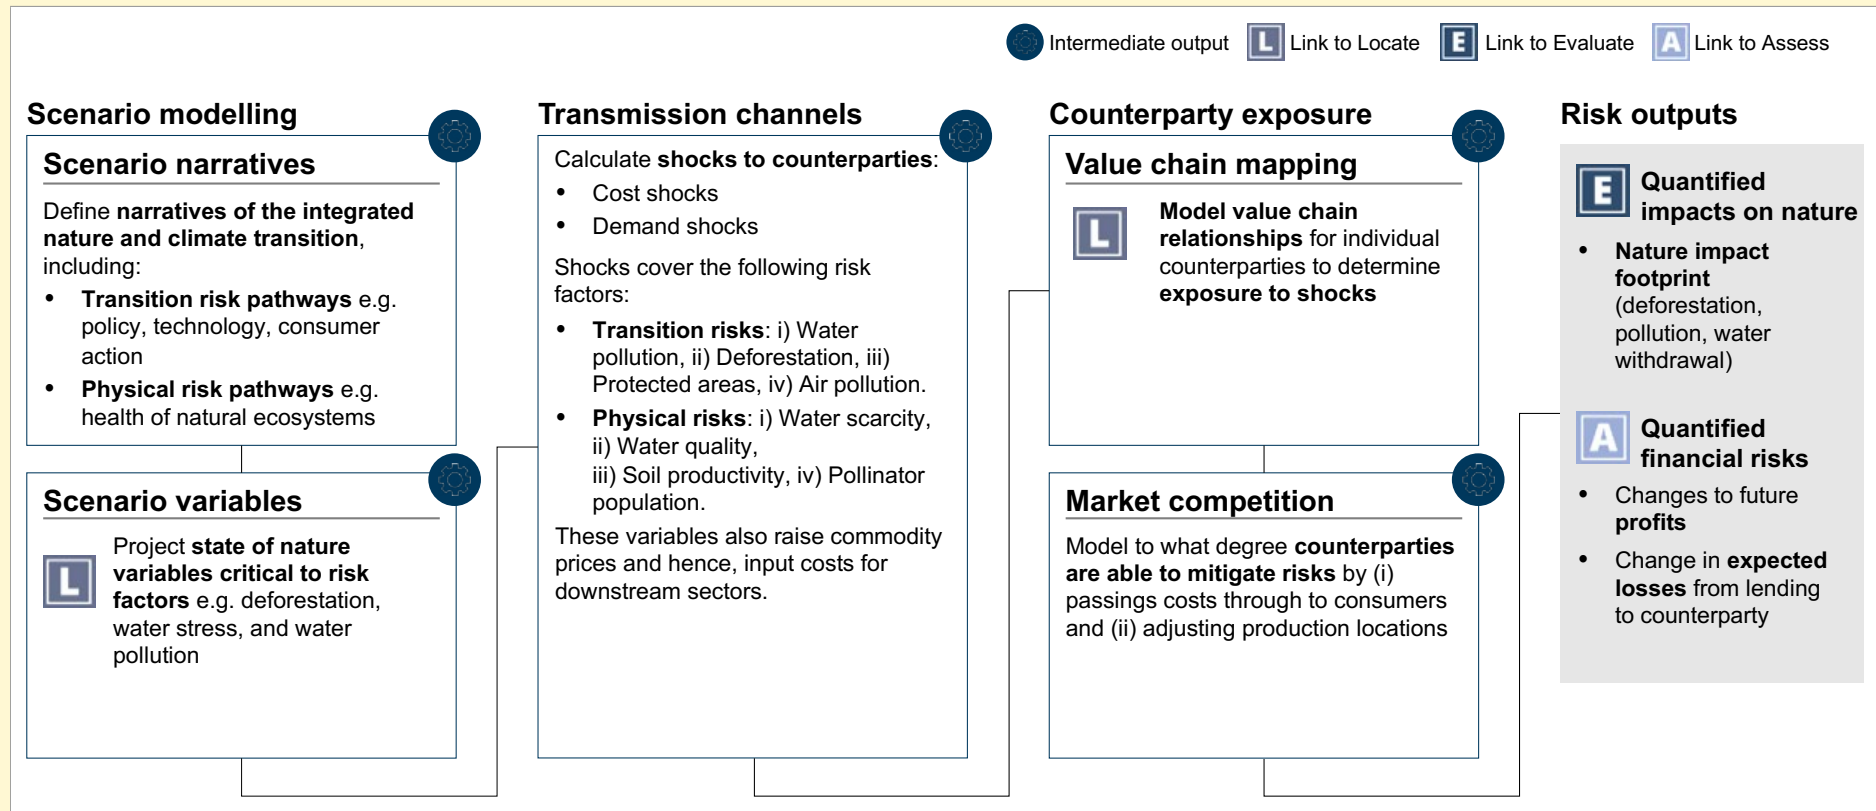 Intermediate output
L Link to Locate
E Link to Evaluate
A Link to Assess
Scenario modelling
Scenario narratives
Define narratives of the integrated
nature and climate transition,
including:
• Transition risk pathways e.g.
policy, technology, consumer
action
• Physical risk pathways e.g.
health of natural ecosystems
Scenario variables
L
Project state of nature
variables critical to risk
factors e.g. deforestation,
water stress, and water
pollution
Transmission channels
Calculate shocks to counterparties:
• Cost shocks
• Demand shocks
Shocks cover the following risk
factors:
• Transition risks: i) Water
pollution, ii) Deforestation, iii)
Protected areas, iv) Air pollution.
• Physical risks: i) Water scarcity,
ii) Water quality,
iii) Soil productivity, iv) Pollinator
population.
These variables also raise commodity
prices and hence, input costs for
downstream sectors.
Counterparty exposure
Value chain mapping
L
Model value chain
relationships for individual
counterparties to determine
exposure to shocks
Market competition
Model to what degree counterparties
are able to mitigate risks by (i)
passings costs through to consumers
and (ii) adjusting production locations
Risk outputs
E
Quantified
impacts on nature
• Nature impact
footprint
(deforestation,
pollution, water
withdrawal)
A
Quantified
financial risks
• Changes to future
profits
• Change in expected
losses from lending
to counterparty